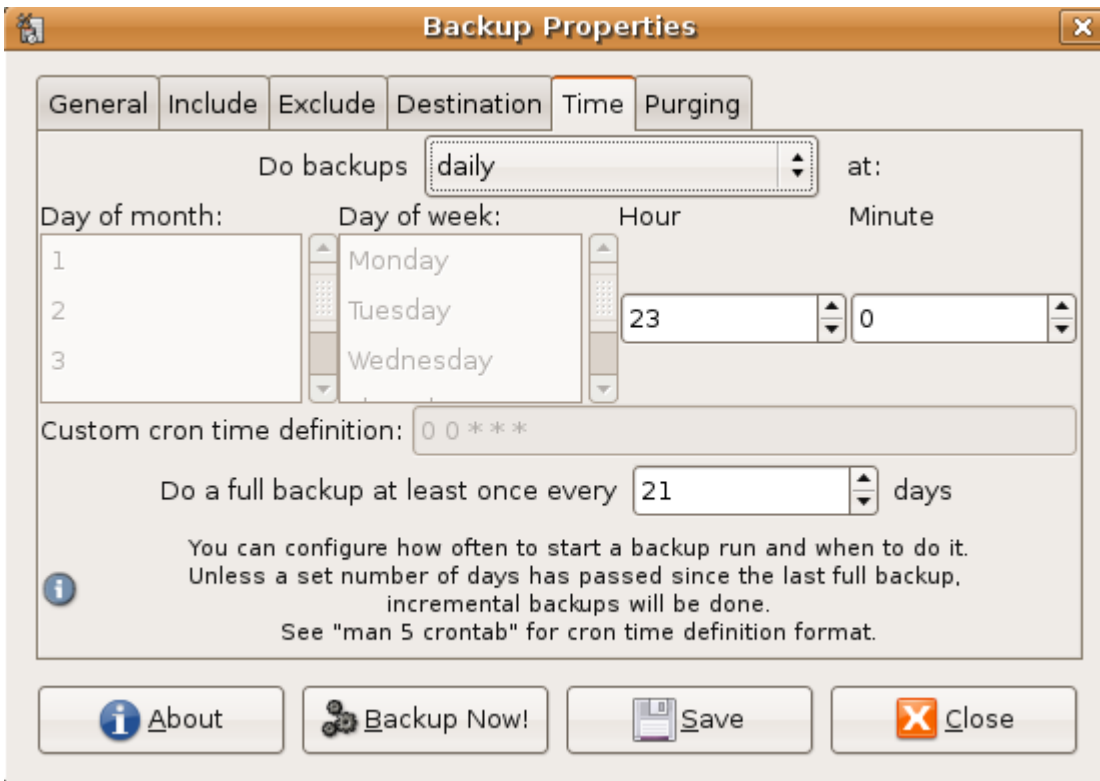 Backup Properties
General Include Exclude Destination Time Purging
Do backups daily at:
Day of month: Day of week: Hour Minute
1 Monday
2 Tuesday 23 0
3 Wednesday
Custom cron time definition: 0 0 * * *
Do a full backup at least once every 21 days
You can configure how often to start a backup run and when to do it.
Unless a set number of days has passed since the last full backup,
incremental backups will be done.
See "man 5 crontab" for cron time definition format.
About Backup Now! Save Close